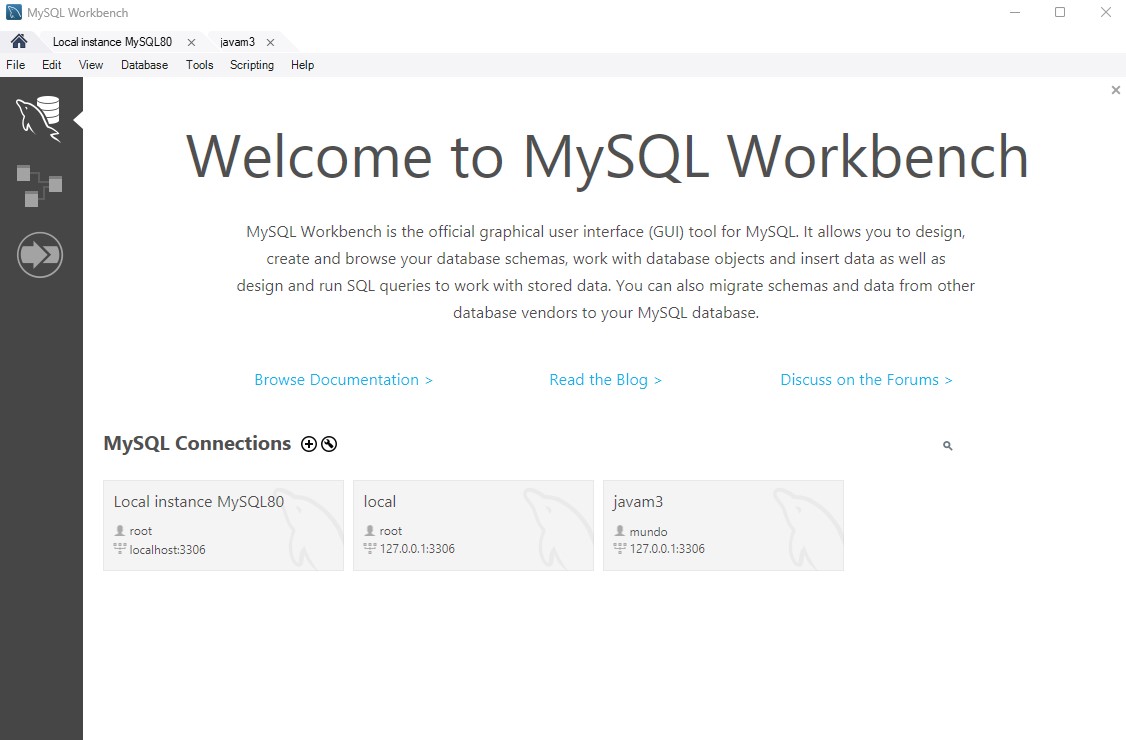 MySQL Workbench
Local instance MySQL80 javam3
File Edit View Database Tools Scripting Help
Welcome to MySQL Workbench
MySQL Workbench is the official graphical user interface (GUI) tool for MySQL. It allows you to design,
create and browse your database schemas, work with database objects and insert data as well as
design and run SQL queries to work with stored data. You can also migrate schemas and data from other
database vendors to your MySQL database.
Browse Documentation > Read the Blog > Discuss on the Forums >
MySQL Connections
Local instance MySQL80
root
localhost:3306
local
root
127.0.0.1:3306
javam3
mundo
127.0.0.1:3306